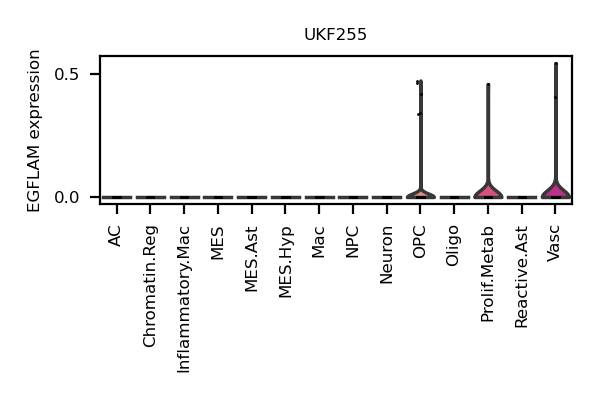 UKF255
EGFLAM expression
0.5
0.0
AC
Chromatin.Reg
Inflammatory.Mac
MES
MES.Ast
MES.Hyp
Mac
NPC
Neuron
OPC
Oligo
Prolif.Metab
Reactive.Ast
Vasc